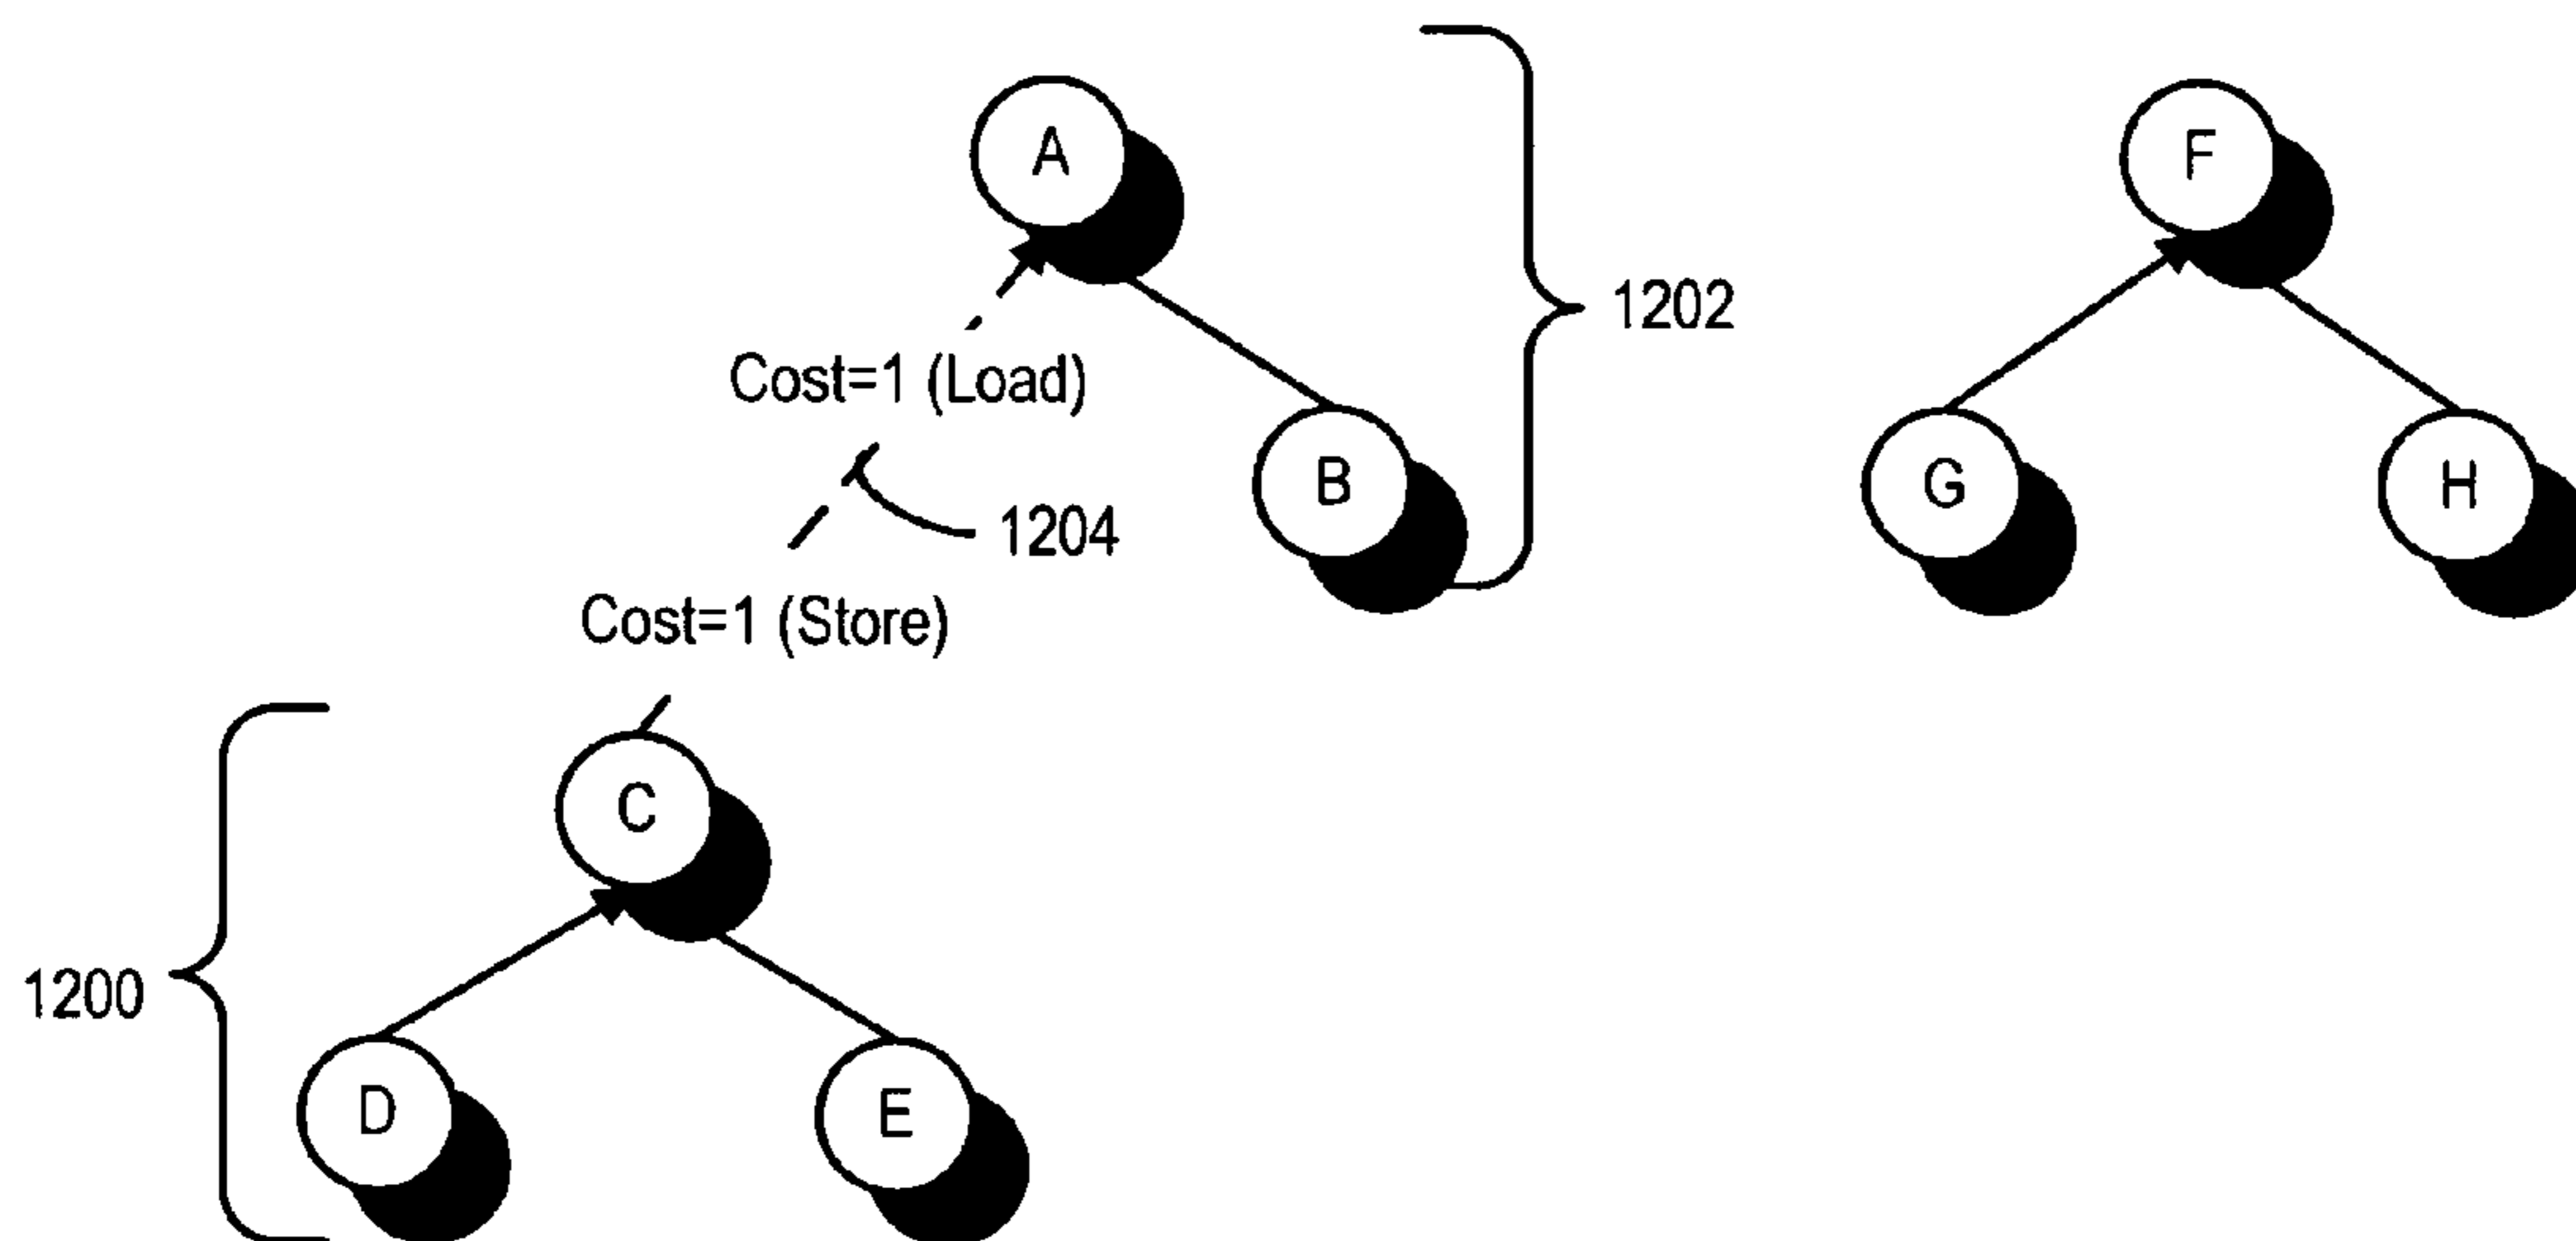 A
F
1202
Cost=1 (Load)
B
G
H
1204
Cost=1 (Store)
C
1200
D
E